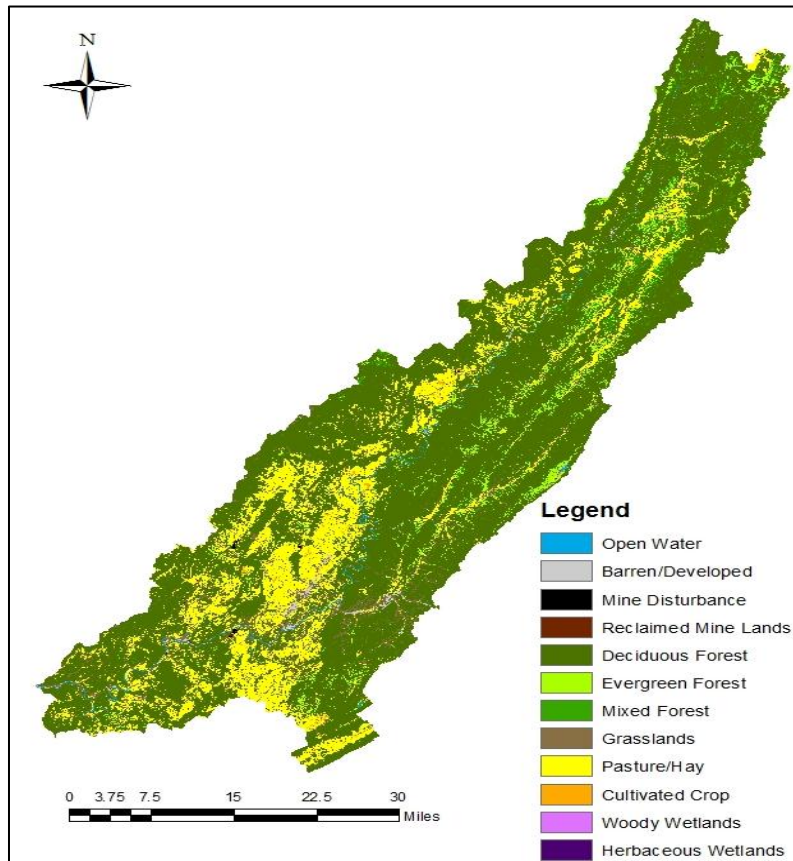 N
Legend
Open Water
Barren/Developed
Mine Disturbance
Reclaimed Mine Lands
Deciduous Forest
Evergreen Forest
Mixed Forest
Grasslands
Pasture/Hay
Cultivated Crop
Woody Wetlands
Herbaceous Wetlands
0 3.75 7.5 15 22.5 30
Miles